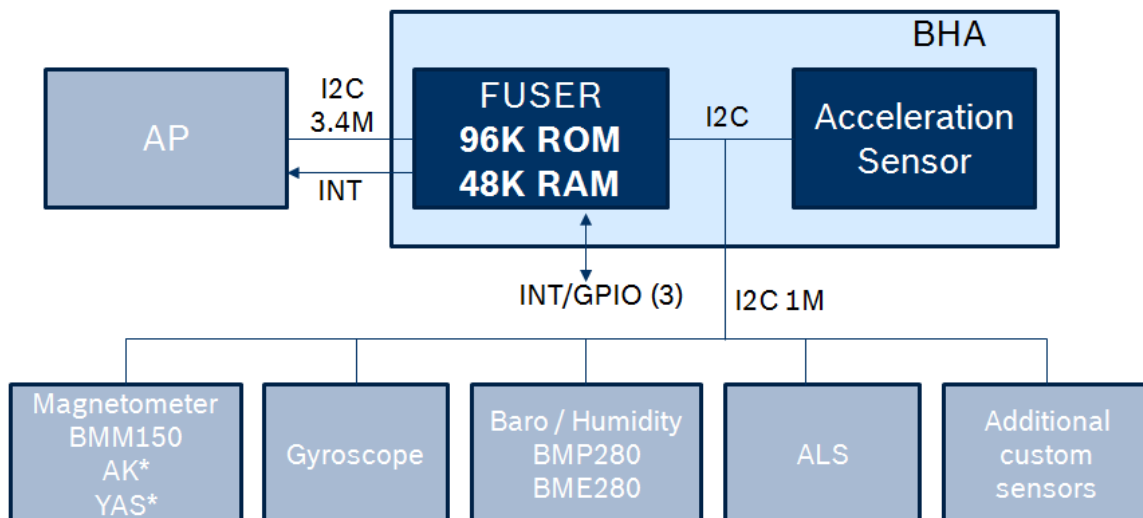 BHA
AP
I2C
3.4M
INT
FUSER
96K ROM
48K RAM
I2C
Acceleration
Sensor
INT/GPIO (3)
I2C 1M
Magnetometer
BMM150
AK*
YAS*
Gyroscope
Baro / Humidity
BMP280
BME280
ALS
Additional
custom
sensors